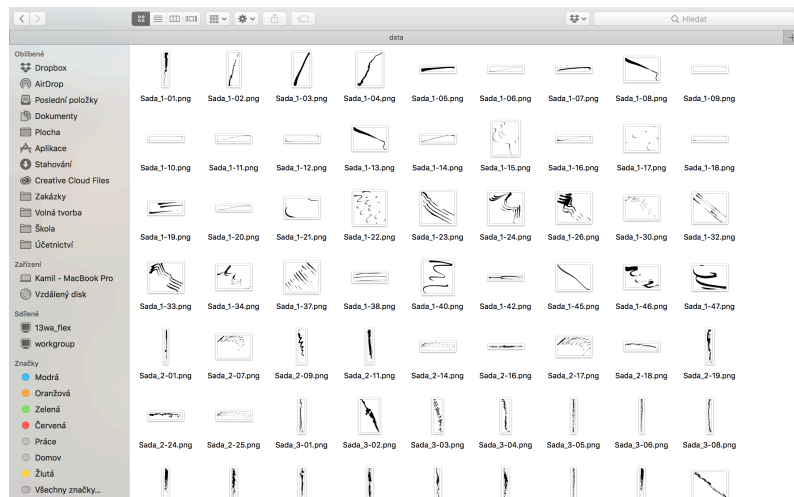 Hledat
data
Oblíbené
Dropbox
AirDrop
Poslední položky
Dokumenty
Plocha
Aplikace
Stahování
Creative Cloud Files
Zakázky
Volná tvorba
Škola
Účetnictví
Zařízení
Kamil – MacBook Pro
Vzdálený disk
Sdílené
13wa_flex
workgroup
Značky
Modrá
Oranžová
Zelená
Červená
Práce
Domov
Žlutá
Všechny značky...
Sada_1-01.png Sada_1-02.png Sada_1-03.png Sada_1-04.png Sada_1-05.png Sada_1-06.png Sada_1-07.png Sada_1-08.png Sada_1-09.png
Sada_1-10.png Sada_1-11.png Sada_1-12.png Sada_1-13.png Sada_1-14.png Sada_1-15.png Sada_1-16.png Sada_1-17.png Sada_1-18.png
Sada_1-19.png Sada_1-20.png Sada_1-21.png Sada_1-22.png Sada_1-23.png Sada_1-24.png Sada_1-26.png Sada_1-30.png Sada_1-32.png
Sada_1-33.png Sada_1-34.png Sada_1-37.png Sada_1-38.png Sada_1-40.png Sada_1-42.png Sada_1-45.png Sada_1-46.png Sada_1-47.png
Sada_2-01.png Sada_2-07.png Sada_2-09.png Sada_2-11.png Sada_2-14.png Sada_2-16.png Sada_2-17.png Sada_2-18.png Sada_2-19.png
Sada_2-24.png Sada_2-25.png Sada_3-01.png Sada_3-02.png Sada_3-03.png Sada_3-04.png Sada_3-05.png Sada_3-06.png Sada_3-08.png